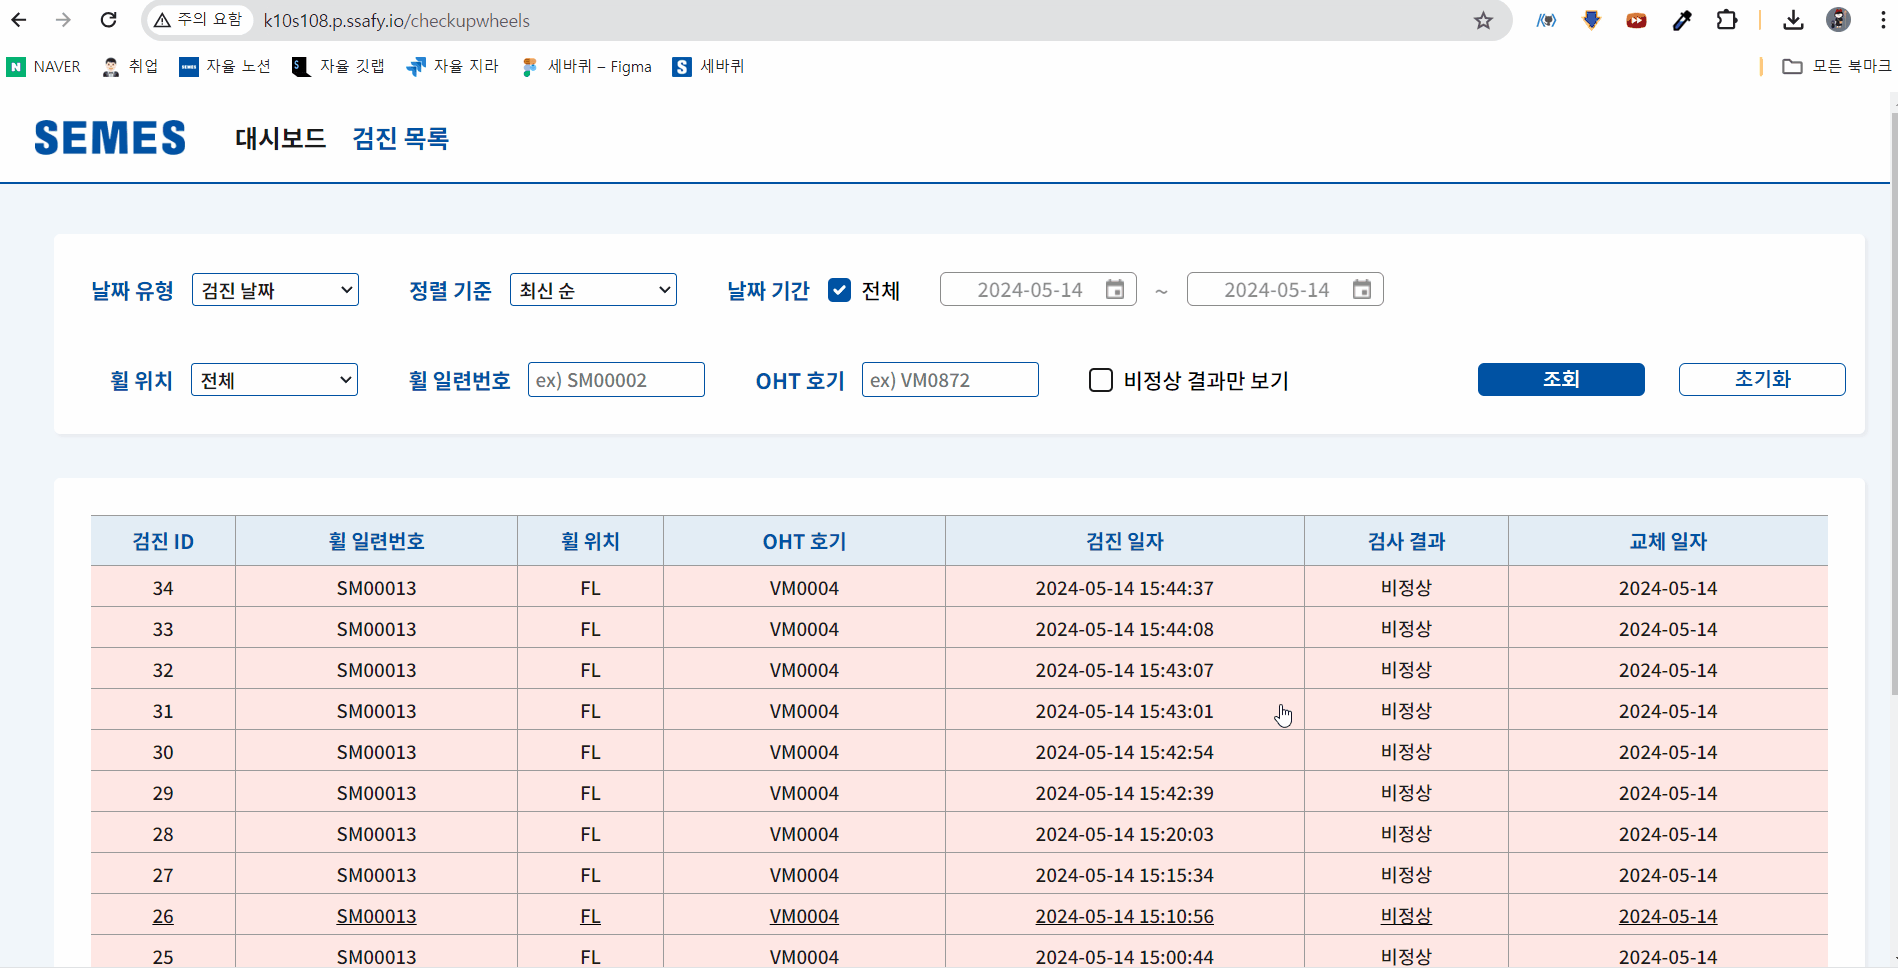 주의 요함 k10s108.p.ssafy.io/checkupwheels
NAVER 취업 자율 노션 자율 깃랩 자율 지라 세바퀴 – Figma 세바퀴 모든 북마크
SEMES 대시보드 검진 목록
날짜 유형 검진 날짜 정렬 기준 최신 순 날짜 기간 전체 2024-05-14 ~ 2024-05-14
휠 위치 전체 휠 일련번호 ex) SM00002 OHT 호기 ex) VM0872 비정상 결과만 보기 조회 초기화
검진 ID 휠 일련번호 휠 위치 OHT 호기 검진 일자 검사 결과 교체 일자
34 SM00013 FL VM0004 2024-05-14 15:44:37 비정상 2024-05-14
33 SM00013 FL VM0004 2024-05-14 15:44:08 비정상 2024-05-14
32 SM00013 FL VM0004 2024-05-14 15:43:07 비정상 2024-05-14
31 SM00013 FL VM0004 2024-05-14 15:43:01 비정상 2024-05-14
30 SM00013 FL VM0004 2024-05-14 15:42:54 비정상 2024-05-14
29 SM00013 FL VM0004 2024-05-14 15:42:39 비정상 2024-05-14
28 SM00013 FL VM0004 2024-05-14 15:20:03 비정상 2024-05-14
27 SM00013 FL VM0004 2024-05-14 15:15:34 비정상 2024-05-14
26 SM00013 FL VM0004 2024-05-14 15:10:56 비정상 2024-05-14
25 SM00013 FL VM0004 2024-05-14 15:00:44 비정상 2024-05-14